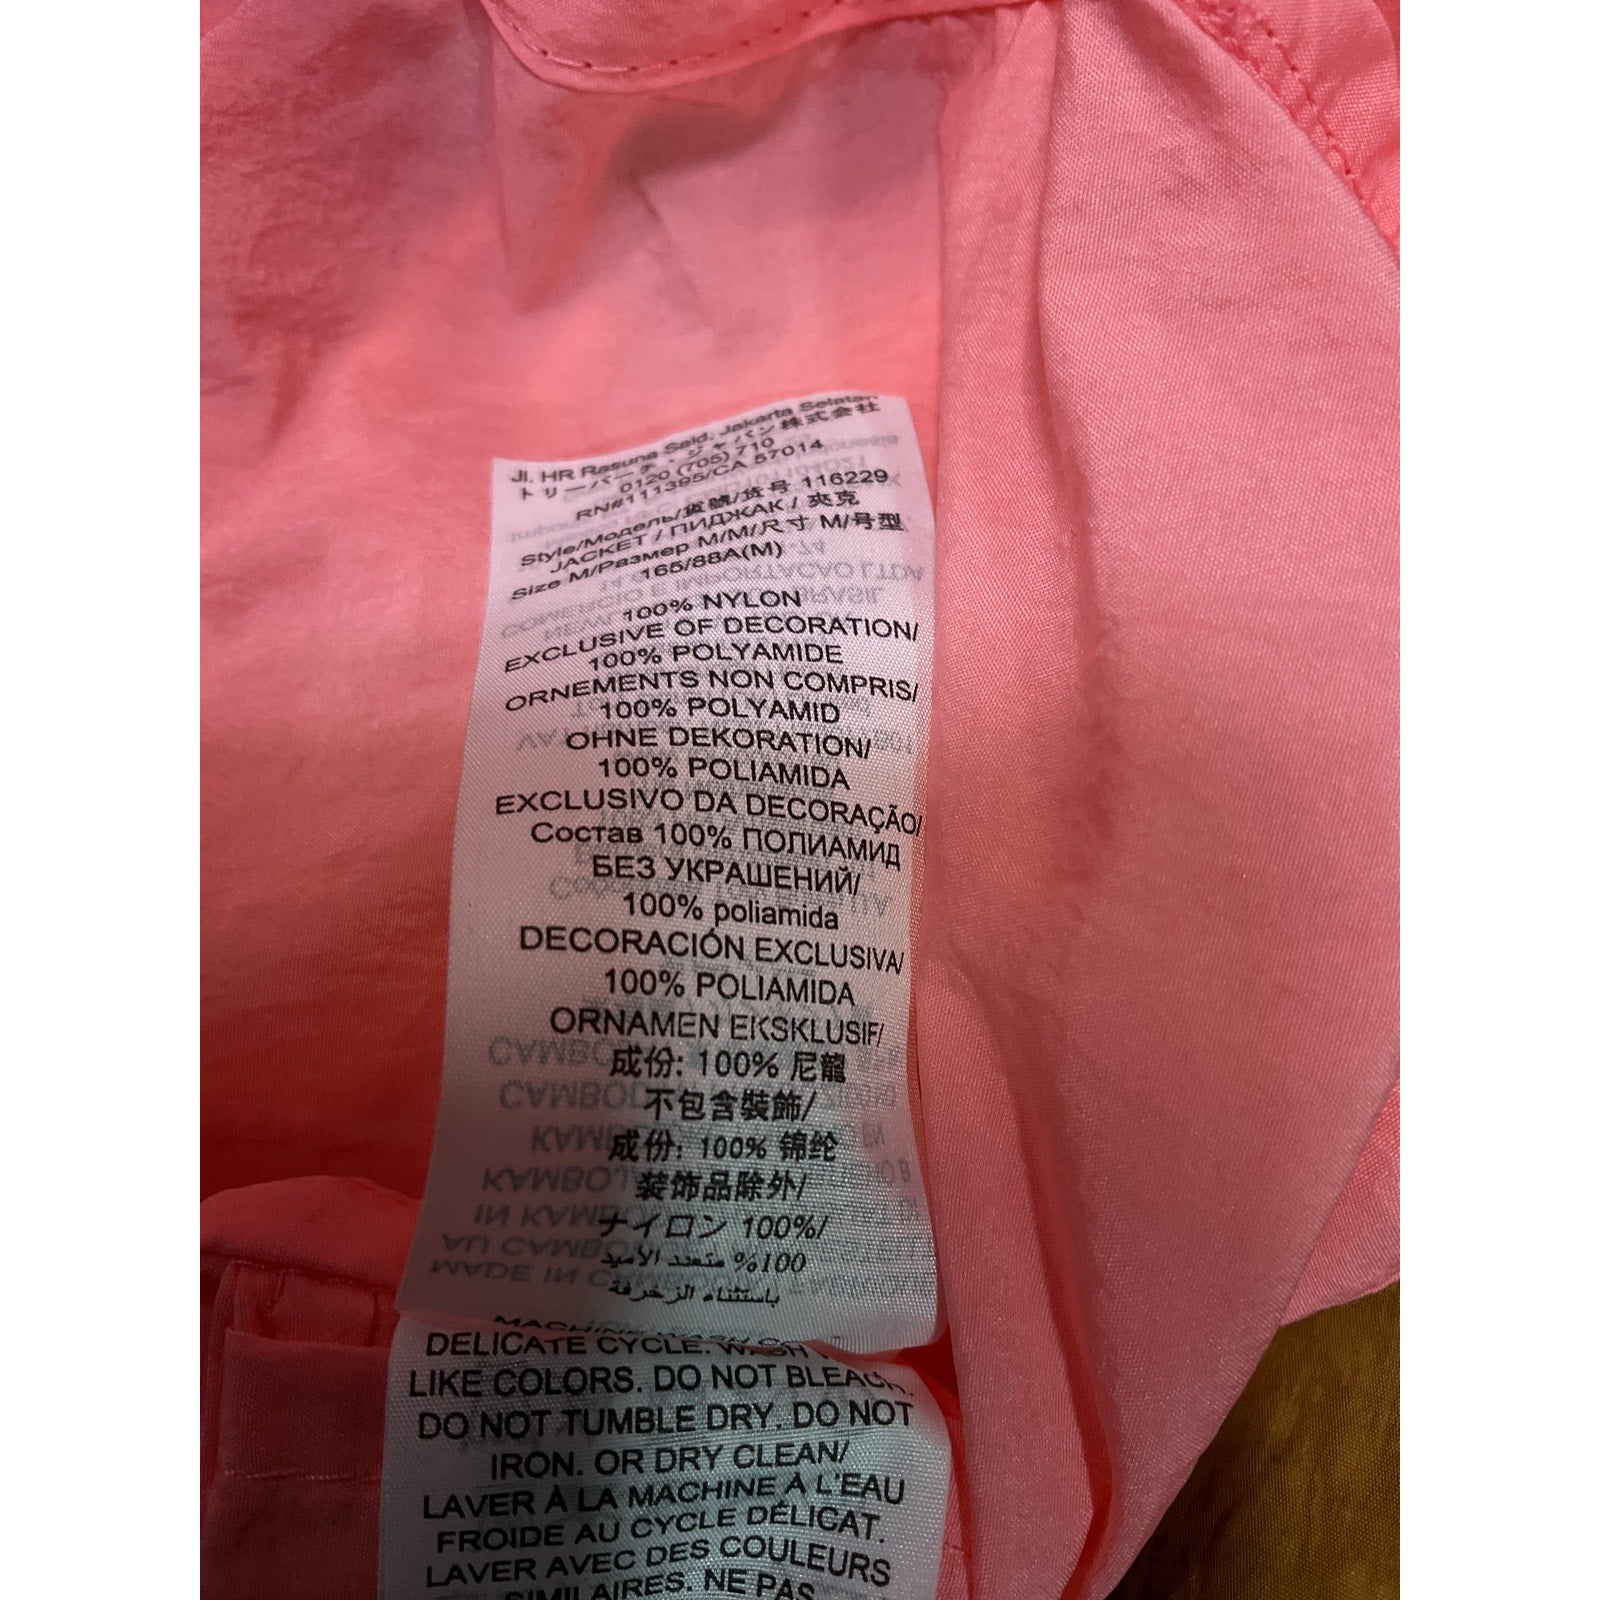 Jl. HR Rasuna Said, Jakarta Selatan
トリーバーチ・ジャパン株式会社
0120 (705) 710
RN#111395/CA 57014
Style/Модель/貨號/货号 116229
JACKET / ПИДЖАК / 夾克
Size M/Размер M/M/尺寸 M/号型
165/88A(M)
100% NYLON
EXCLUSIVE OF DECORATION/
100% POLYAMIDE
ORNEMENTS NON COMPRIS/
100% POLYAMID
OHNE DEKORATION/
100% POLIAMIDA
EXCLUSIVO DA DECORAÇÃO/
Состав 100% ПОЛИАМИД
БЕЗ УКРАШЕНИЙ/
100% poliamida
DECORACIÓN EXCLUSIVA/
100% POLIAMIDA
ORNAMEN EKSKLUSIF/
成份: 100% 尼龍
不包含裝飾/
成份: 100% 锦纶
装饰品除外/
ナイロン 100%/
100% متعدد الأميد
باستثناء الزخرفة
MACHINE WASH
DELICATE CYCLE. WASH
LIKE COLORS. DO NOT BLEACH.
DO NOT TUMBLE DRY. DO NOT
IRON. OR DRY CLEAN/
LAVER À LA MACHINE À L'EAU
FROIDE AU CYCLE DÉLICAT.
LAVER AVEC DES COULEURS
SIMILAIRES. NE PAS